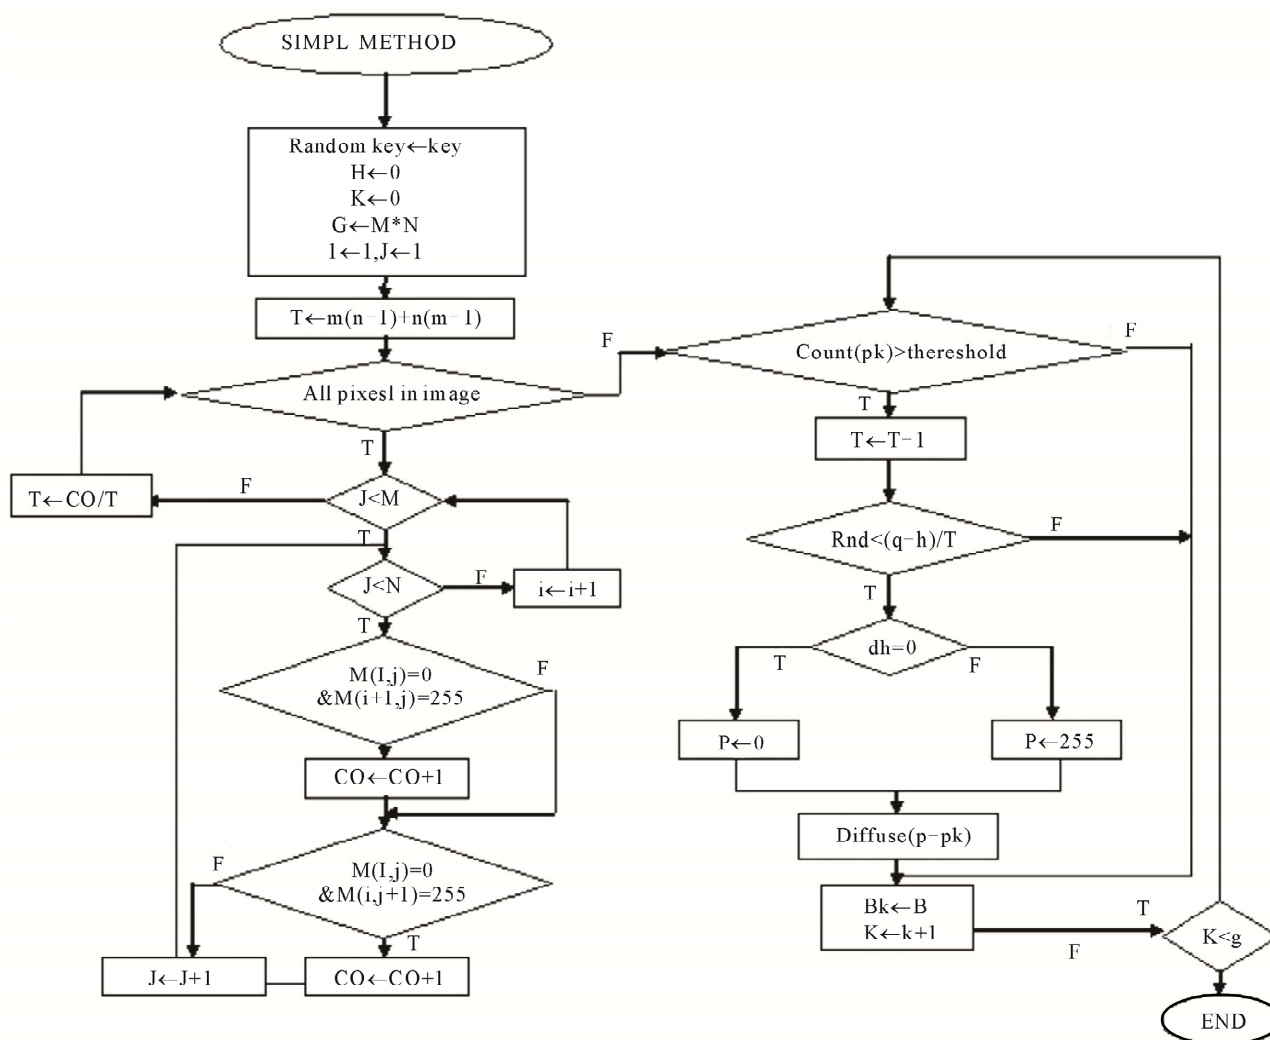 SIMPL METHOD
Random key←key
H←0
K←0
G←M*N
1←1,J←1
T←m(n-1)+n(m-1)
All pixesl in image
F
T
T←CO/T
F
J<M
T
J<N
F
i←i+1
T
M(I,j)=0
&M(i+1,j)=255
F
CO←CO+1
M(I,j)=0
&M(i,j+1)=255
F
T
J←J+1
CO←CO+1
Count(pk)>thereshold
F
T
T←T-1
Rnd<(q-h)/T
F
T
dh=0
T
F
P←0
P←255
Diffuse(p-pk)
Bk←B
K←k+1
T
F
K<g
END